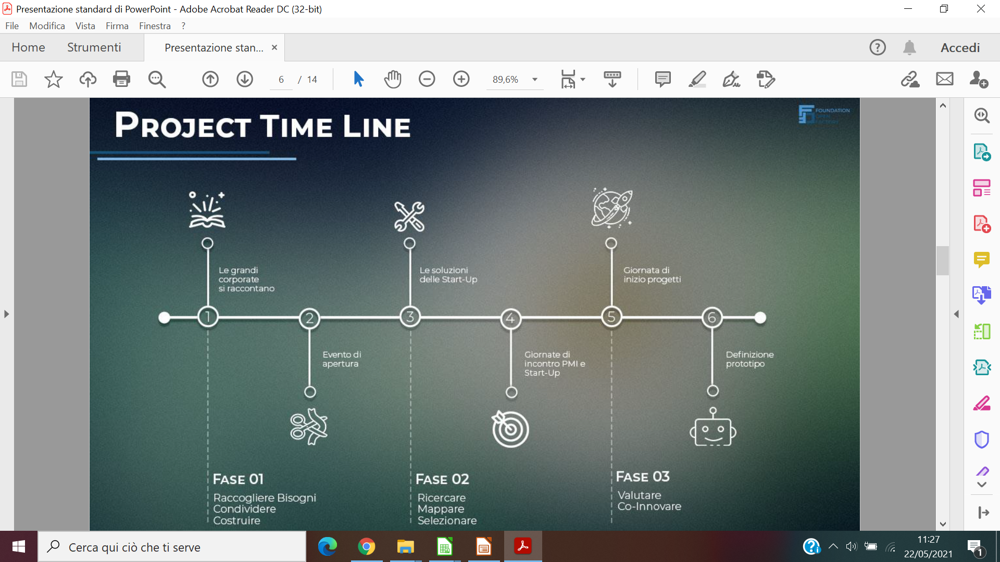 Presentazione standard di PowerPoint - Adobe Acrobat Reader DC (32-bit)
File Modifica Vista Firma Finestra ?
Home Strumenti Presentazione stan... × Accedi
6 / 14 89,6%
PROJECT TIME LINE
FOUNDATION
OPEN
FACTORY
Le grandi
corporate
si raccontano
Le soluzioni
delle Start-Up
Giornata di
inizio progetti
1 2 3 4 5 6
Evento di
apertura
Giornate di
incontro PMI e
Start-Up
Definizione
prototipo
FASE 01
Raccogliere Bisogni
Condividere
Costruire
FASE 02
Ricercare
Mappare
Selezionare
FASE 03
Valutare
Co-Innovare
Cerca qui ciò che ti serve
11:27
22/05/2021
1